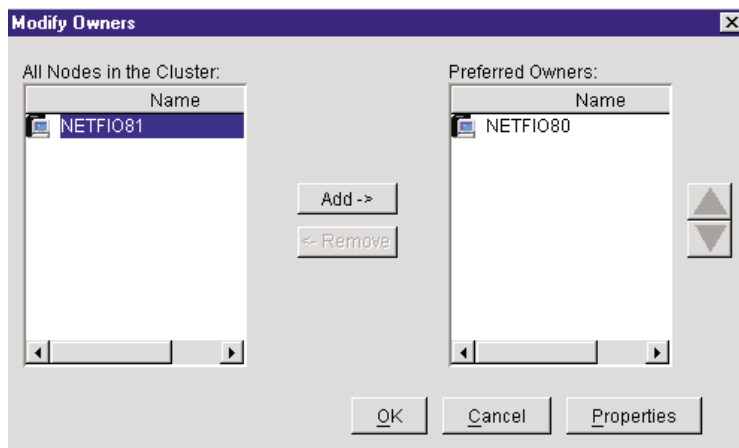 Modify Owners
All Nodes in the Cluster:
Name
NETFIO81
Preferred Owners:
Name
NETFIO80
Add ->
<- Remove
OK
Cancel
Properties